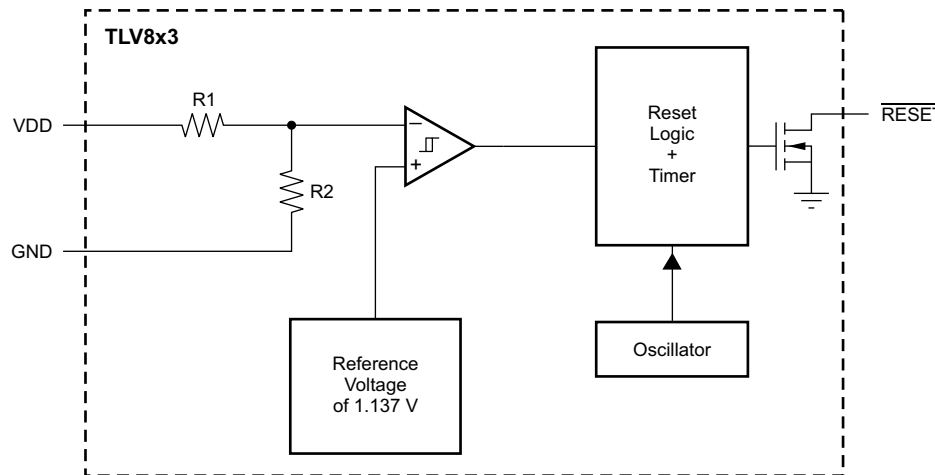 TLV8x3
R1
VDD
R2
GND
−
+
Reset
Logic
+
Timer
RESET
Reference
Voltage
of 1.137 V
Oscillator